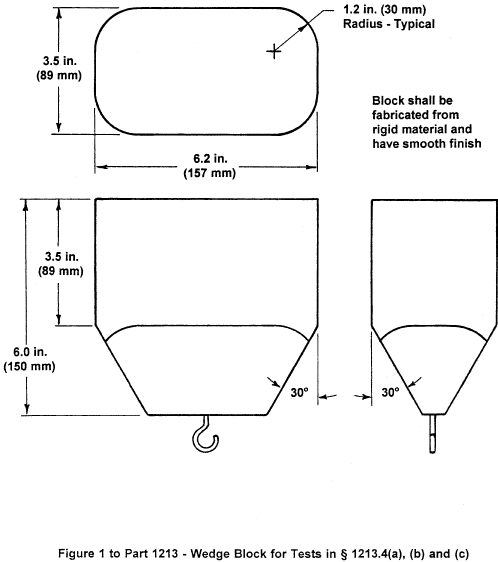 1.2 in. (30 mm)
Radius - Typical
3.5 in.
(89 mm)
Block shall be
fabricated from
rigid material and
have smooth finish
6.2 in.
(157 mm)
3.5 in.
(89 mm)
6.0 in.
(150 mm)
30°
30°
Figure 1 to Part 1213 - Wedge Block for Tests in § 1213.4(a), (b) and (c)